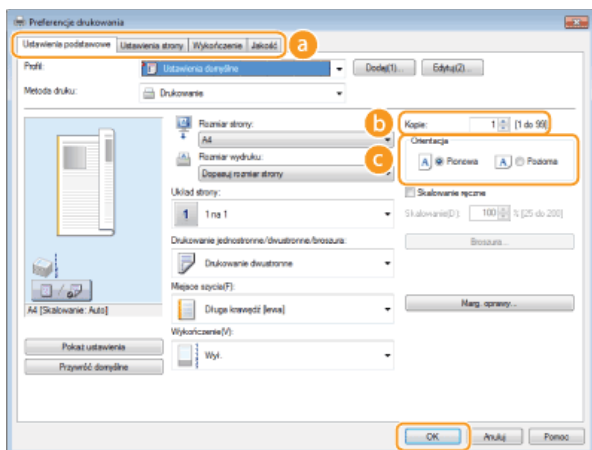 Preferencje drukowania
Ustawienia podstawowe Ustawienia strony Wykończenie Jakość a
Profil: Ustawienia domyślne Dodaj(1)... Edytuj(2)...
Metoda druku: Drukowanie
Rozmiar strony: b Kopie: 1 [1 do 99]
A4 Orientacja
Rozmiar wydruku: c A Pionowa A Pozioma
Dopasuj rozmiar strony
Układ strony: Skalowanie ręczne
1 1 na 1 Skalowanie(D): 100 % [25 do 200]
Drukowanie jednostronne/dwustronne/broszura: Broszura...
Drukowanie dwustronne
Miejsce szycia(F):
A4 [Skalowanie: Auto] Długa krawędź [lewa] Marg. oprawy...
Wykończenie(V):
Pokaż ustawienia Wył.
Przywróć domyślne
OK Anuluj Pomoc